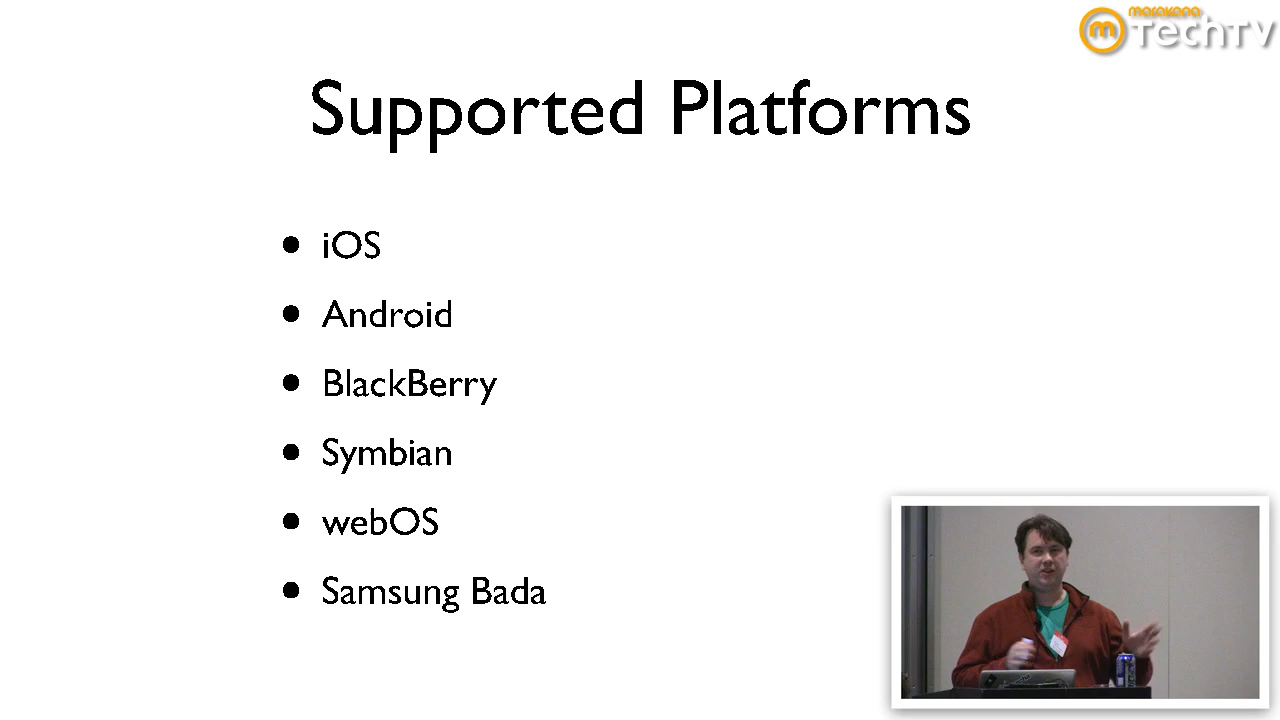 marakana
m TechTV
Supported Platforms
• iOS
• Android
• BlackBerry
• Symbian
• webOS
• Samsung Bada